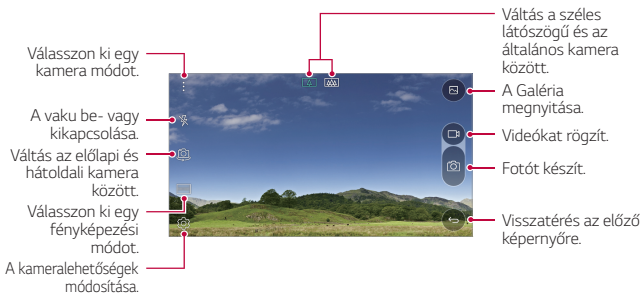 Válasszon ki egy
kamera módot.
A vaku be- vagy
kikapcsolása.
Váltás az előlapi és
hátoldali kamera
között.
Válasszon ki egy
fényképezési
módot.
A kameralehetőségek
módosítása.
Váltás a széles
látószögű és az
általános kamera
között.
A Galéria
megnyitása.
Videókat rögzít.
Fotót készít.
Visszatérés az előző
képernyőre.